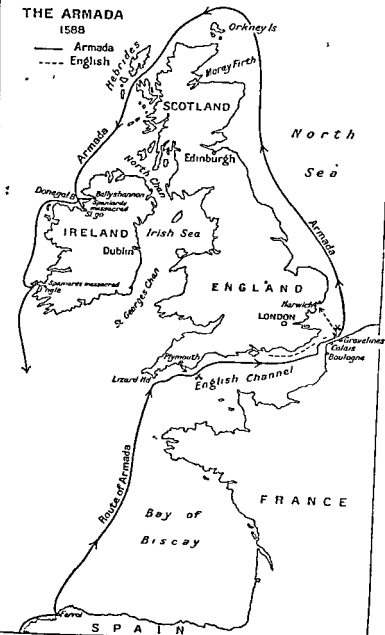 THE ARMADA
1588
Armada
English
Orkney Is
Hebrides
Moray Firth
SCOTLAND
North
Sea
Armada
North Chan
Edinburgh
Donegal B
Ballyshannon
Spaniards
massacred
Sligo
Armada
IRELAND
Irish Sea
Dublin
ENGLAND
Spaniards massacred
Dingle
St. Georges Chan
Harwich
LONDON
Gravelines
Calais
Boulogne
Plymouth
Lizard Hd
English Channel
Route of Armada
FRANCE
Bay of
Biscay
Ferrol
SPAIN